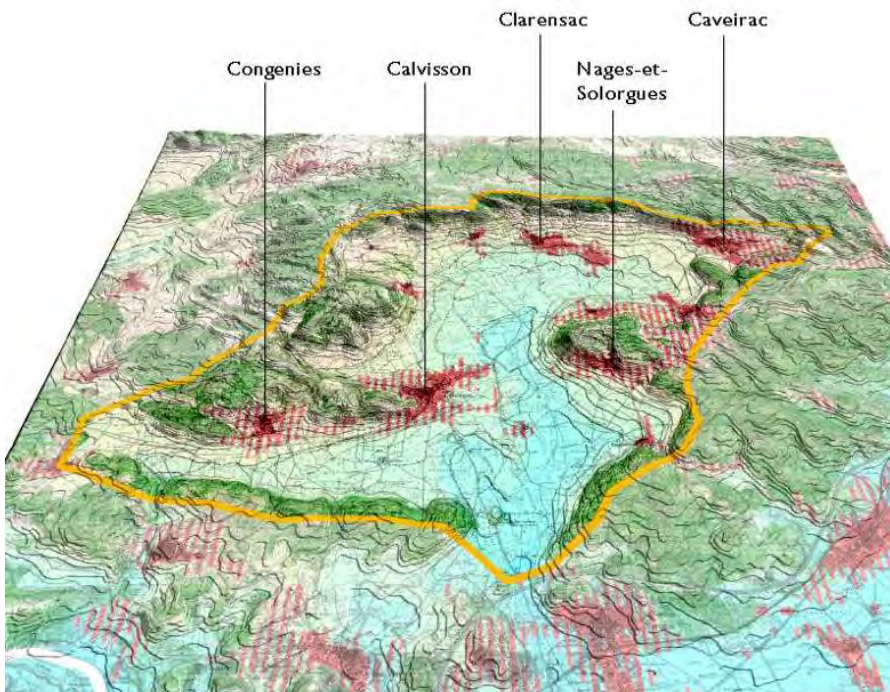 Clarensac
Caveirac
Congenies
Calvisson
Nages-et-
Solorgues